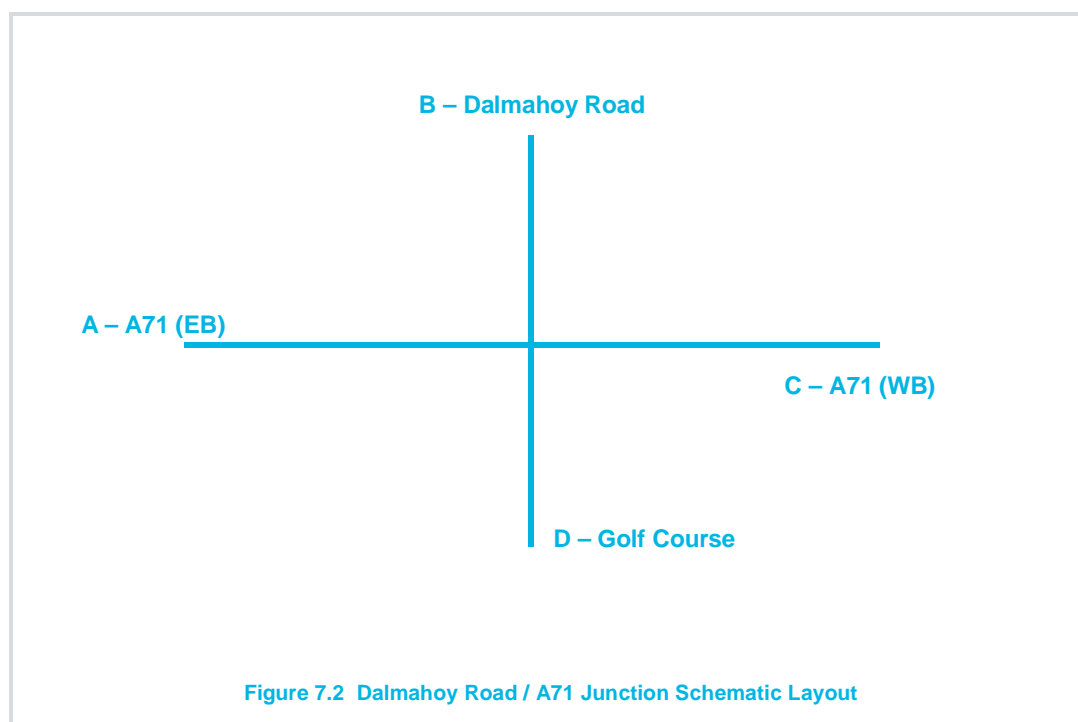 B – Dalmahoy Road
A – A71 (EB)
C – A71 (WB)
D – Golf Course
Figure 7.2 Dalmahoy Road / A71 Junction Schematic Layout